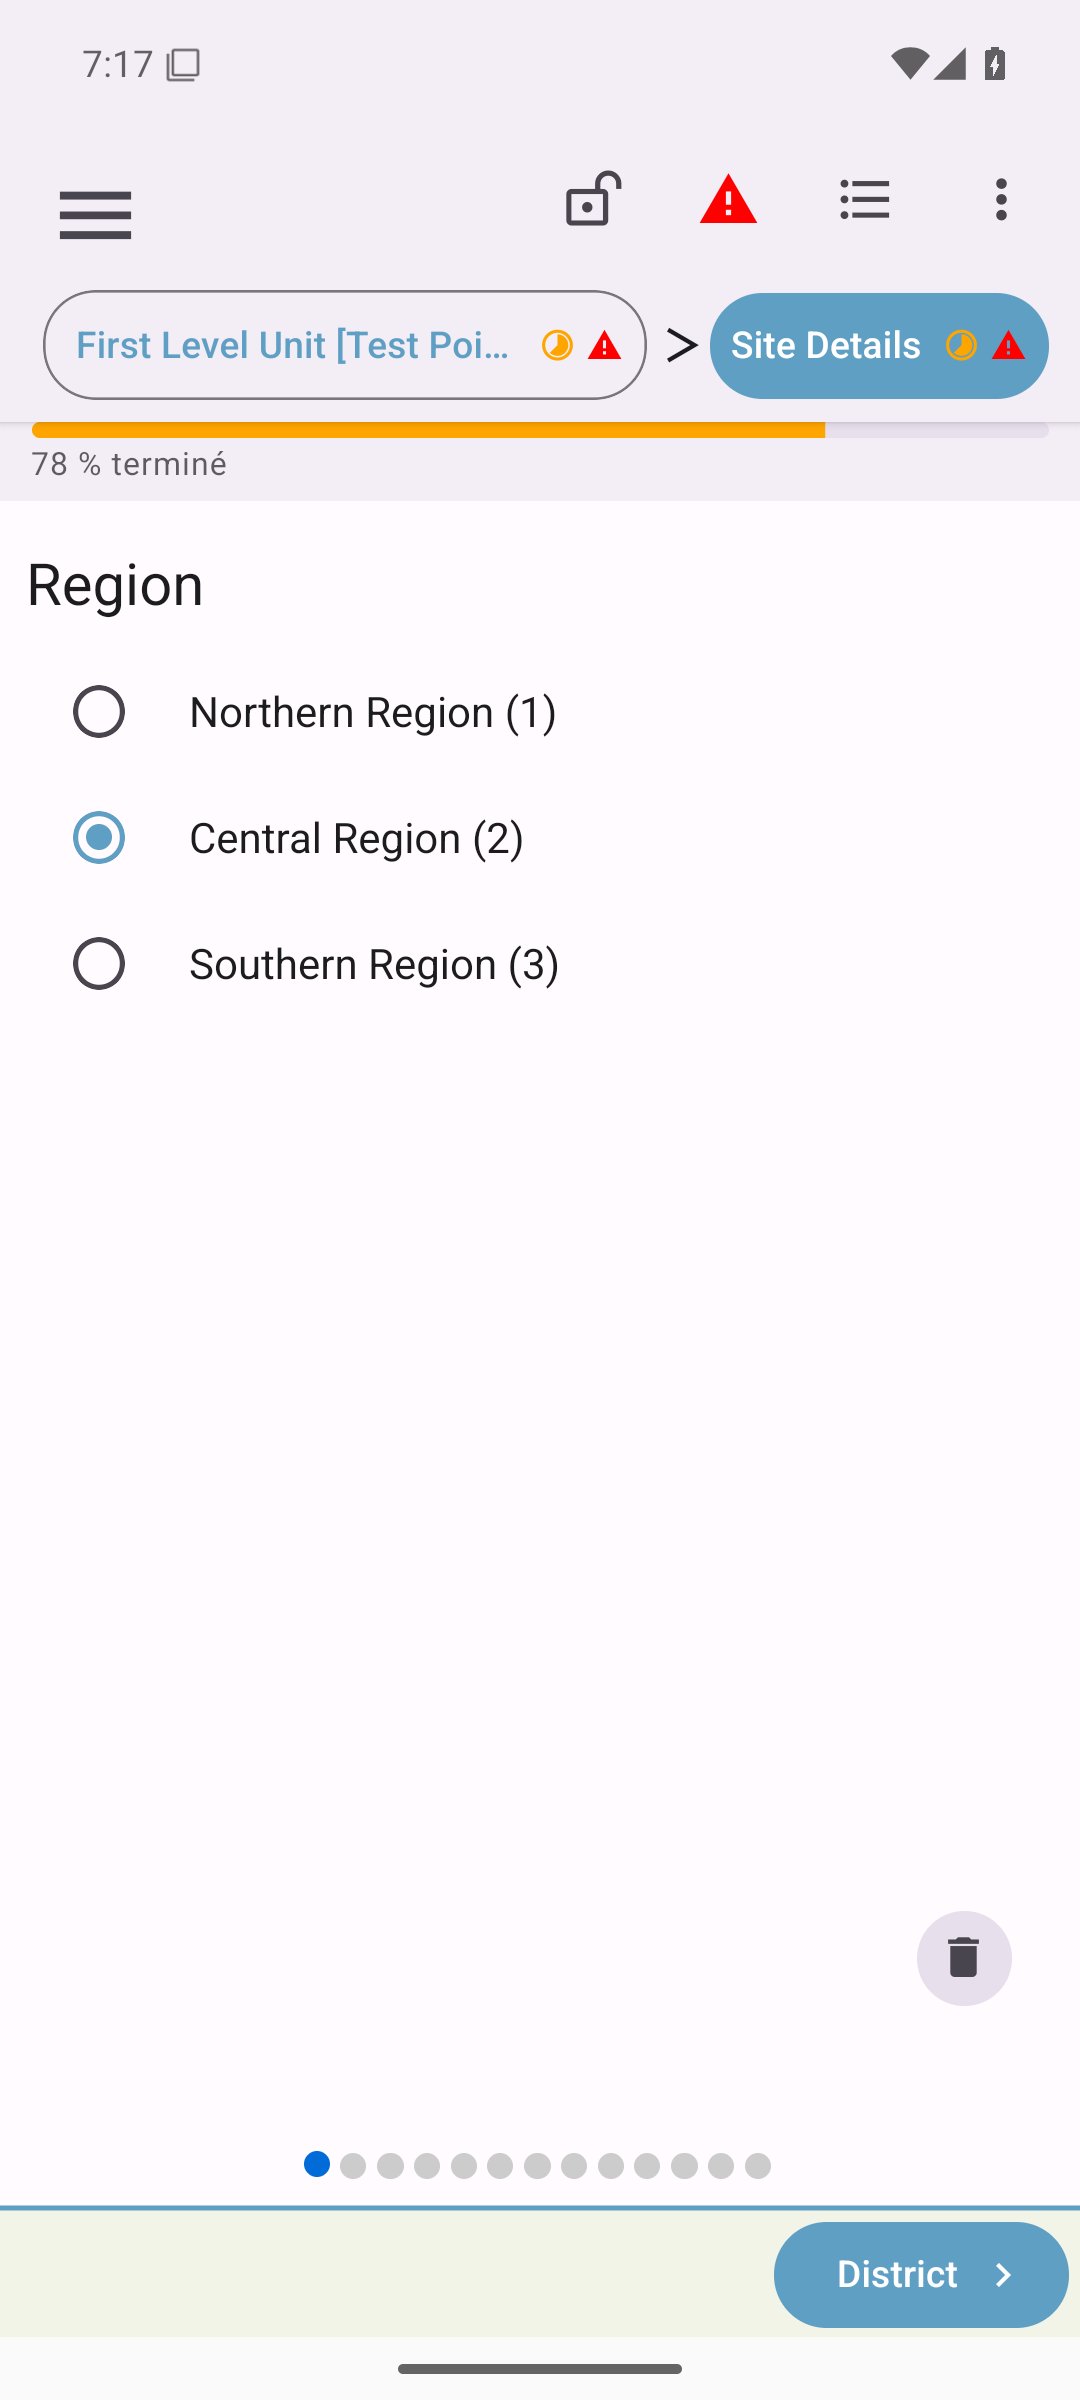 7:17
First Level Unit [Test Poi...
>
Site Details
78 % terminé
Region
Northern Region (1)
Central Region (2)
Southern Region (3)
District